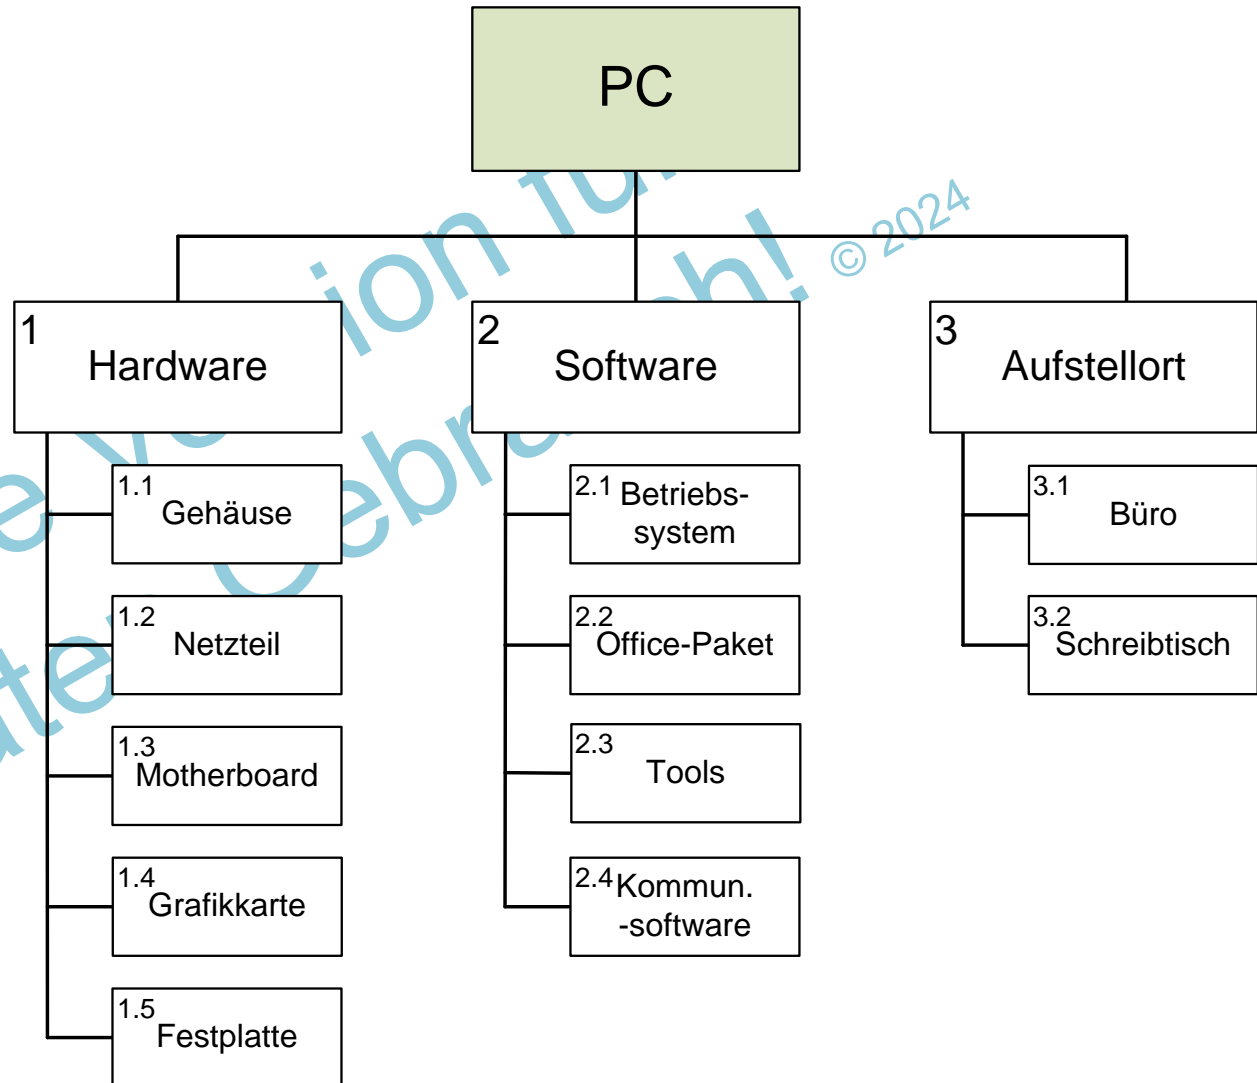 PC
© 2024
1
Hardware
1.1
Gehäuse
1.2
Netzteil
1.3
Motherboard
1.4
Grafikkarte
1.5
Festplatte
2
Software
2.1
Betriebs-
system
2.2
Office-Paket
2.3
Tools
2.4
Kommun.
-software
3
Aufstellort
3.1
Büro
3.2
Schreibtisch